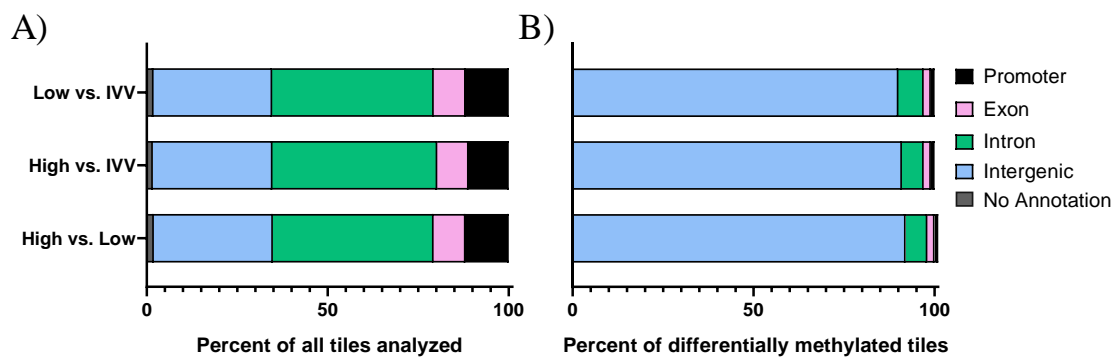 A)
B)
Low vs. IVV
High vs. IVV
High vs. Low
0
50
100
Percent of all tiles analyzed
0
50
100
Percent of differentially methylated tiles
Promoter
Exon
Intron
Intergenic
No Annotation